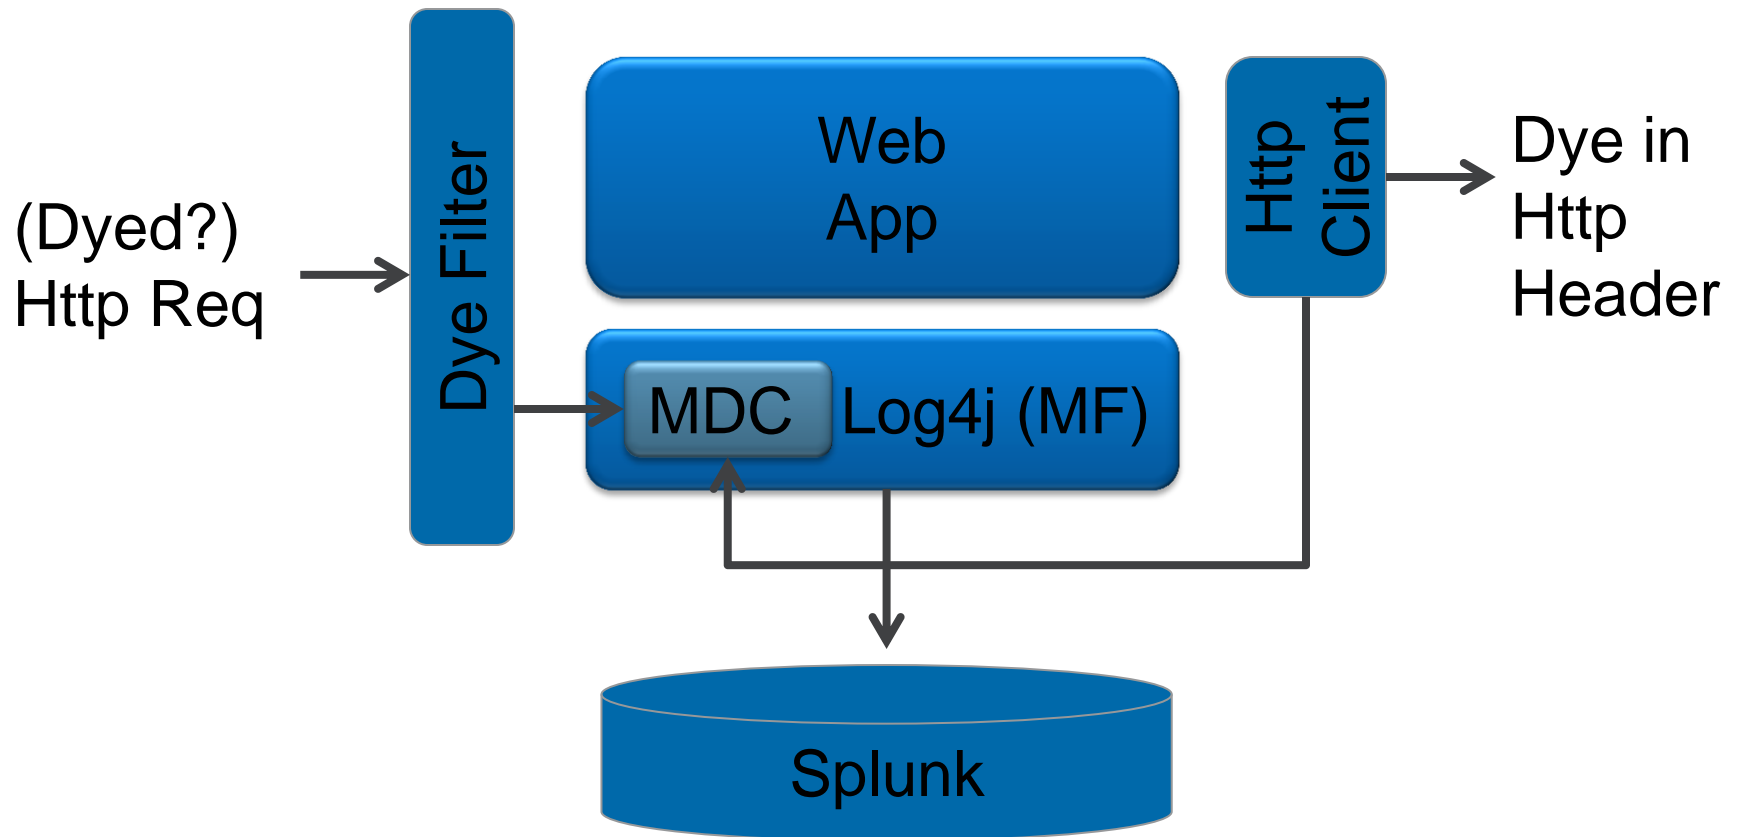 (Dyed?)
Http Req
Dye Filter
Web
App
MDC
Log4j (MF)
Http
Client
Dye in
Http
Header
Splunk